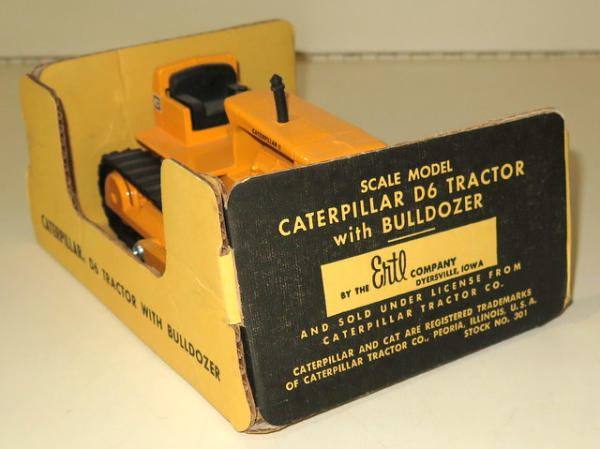 SCALE MODEL
CATERPILLAR D6 TRACTOR
with BULLDOZER
BY THE Ertl COMPANY
DYERSVILLE, IOWA
AND SOLD UNDER LICENSE FROM
CATERPILLAR TRACTOR CO.
CATERPILLAR AND CAT ARE REGISTERED TRADEMARKS
OF CATERPILLAR TRACTOR CO., PEORIA, ILLINOIS, U.S.A.
STOCK NO. 301
CATERPILLAR. D6 TRACTOR WITH BULLDOZER
CATERPILLAR